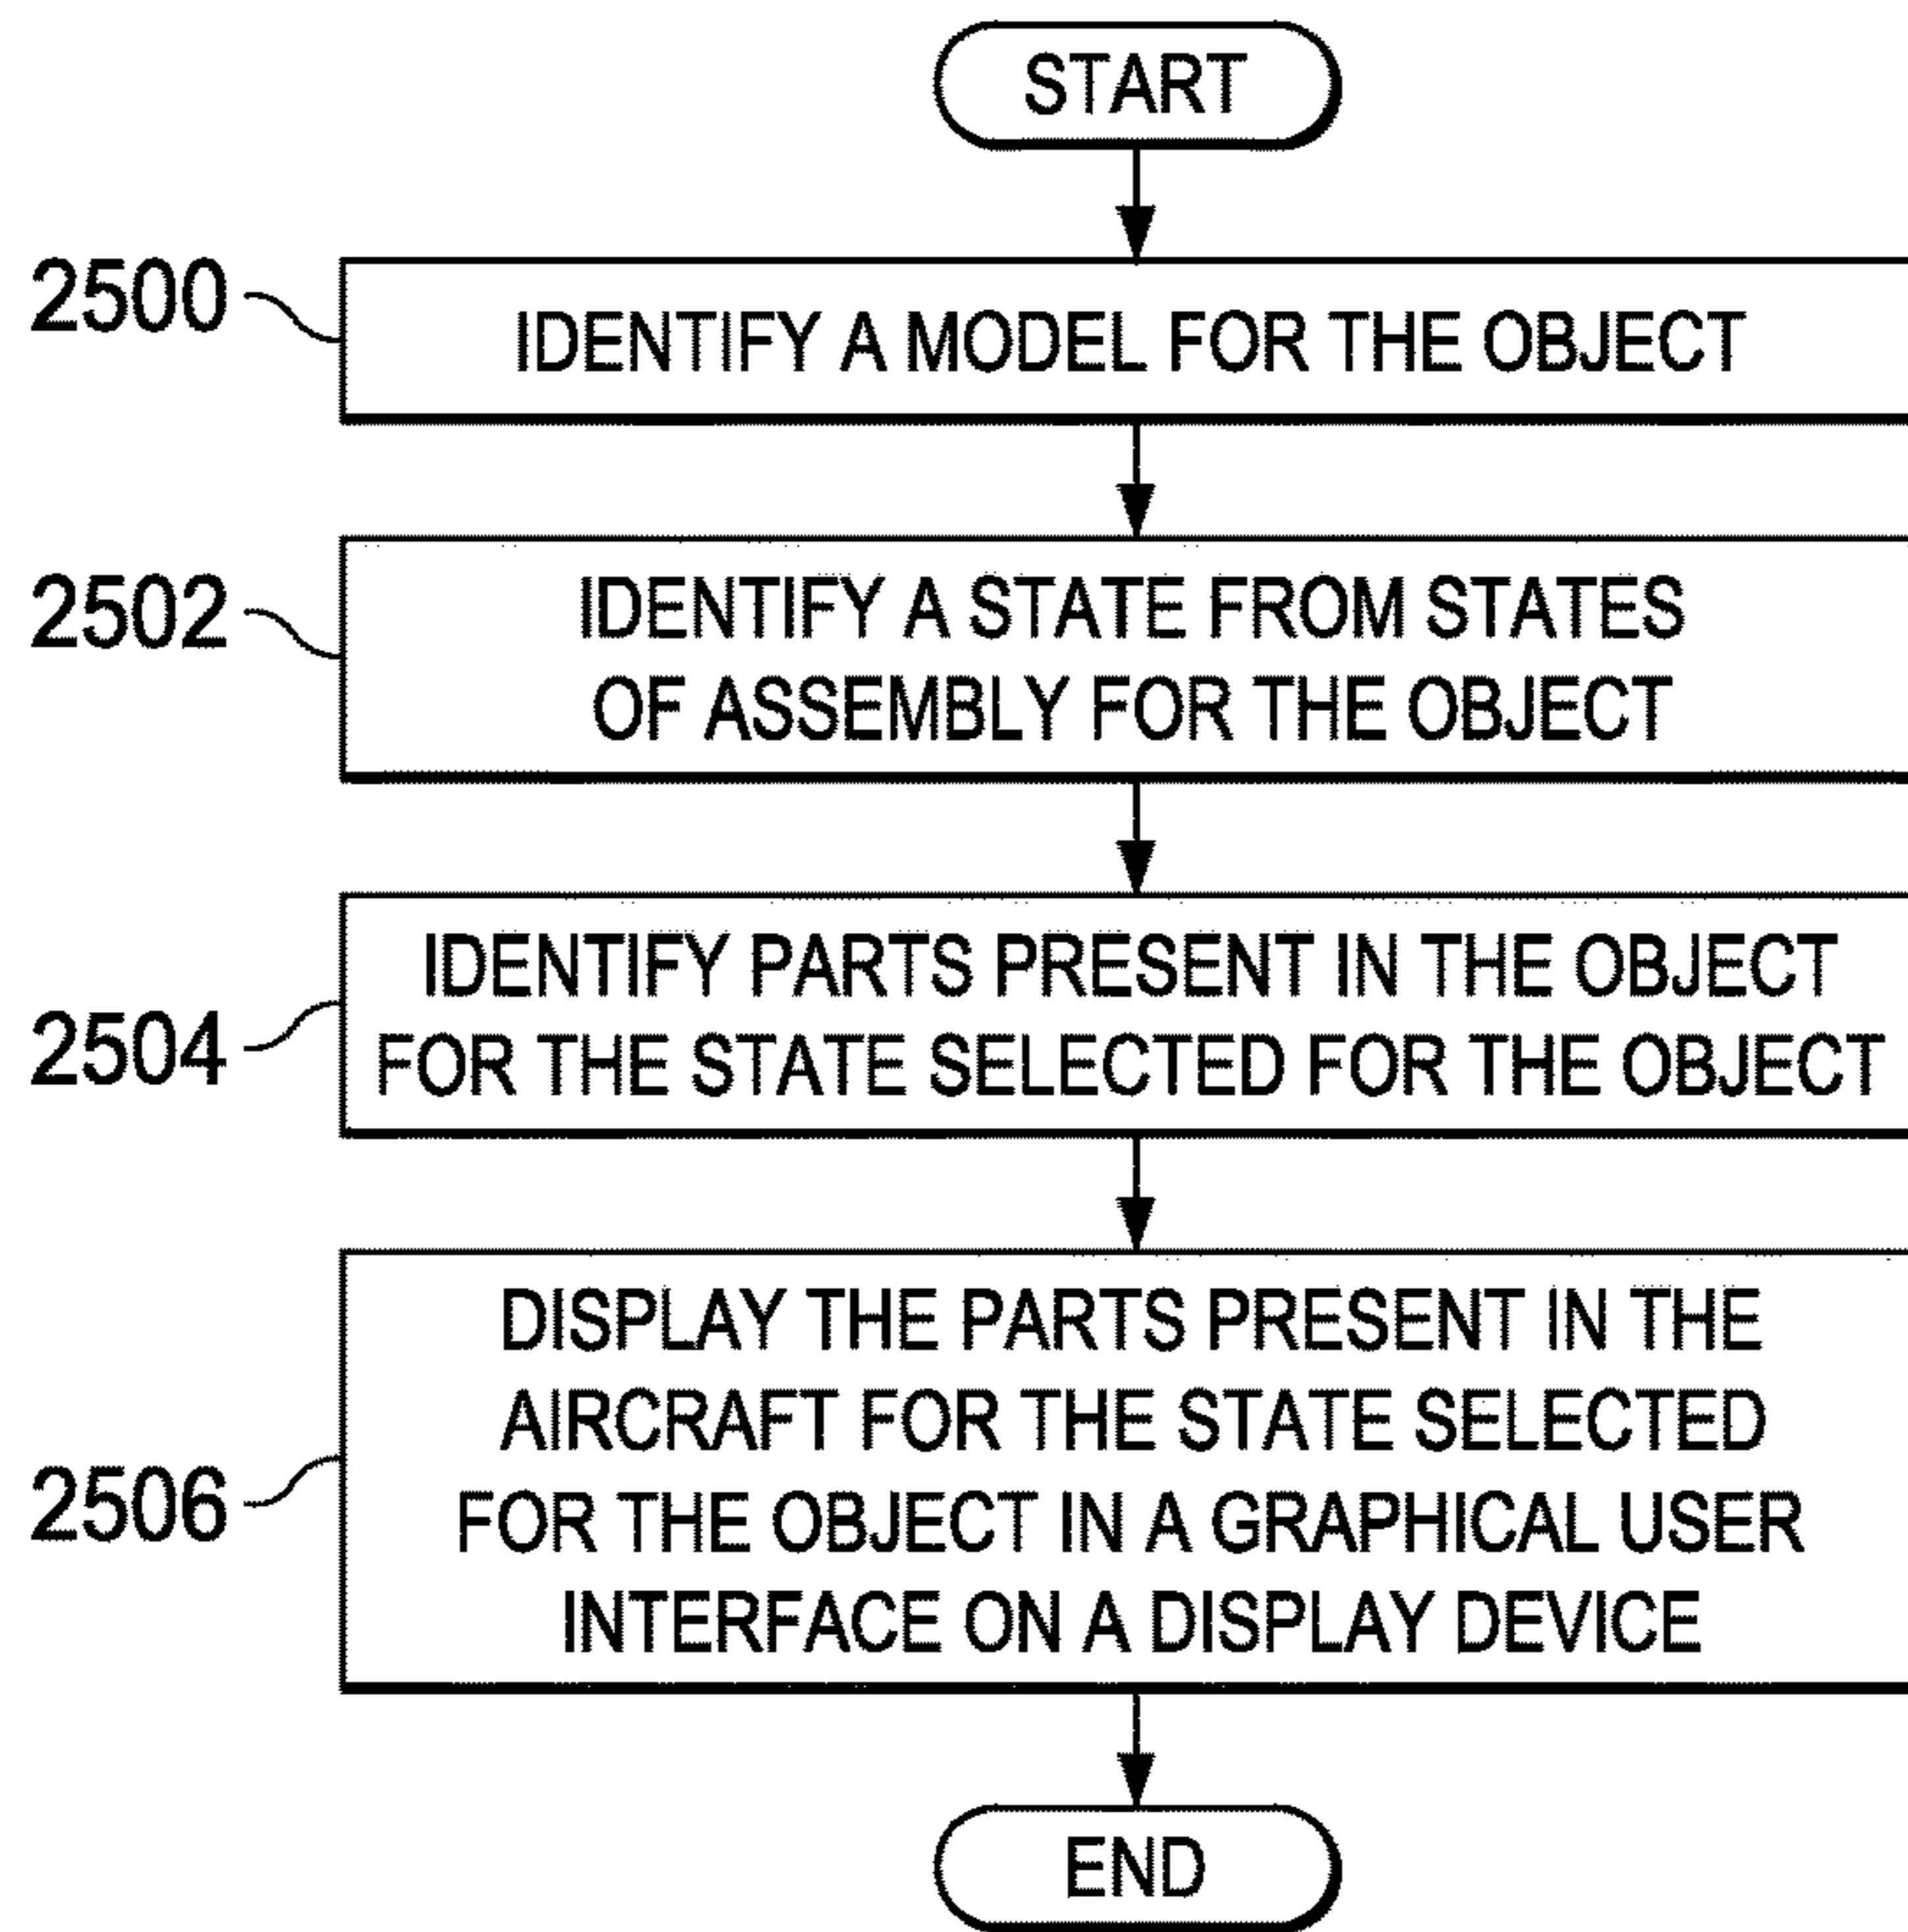 START
2500
IDENTIFY A MODEL FOR THE OBJECT
2502
IDENTIFY A STATE FROM STATES
OF ASSEMBLY FOR THE OBJECT
2504
IDENTIFY PARTS PRESENT IN THE OBJECT
FOR THE STATE SELECTED FOR THE OBJECT
2506
DISPLAY THE PARTS PRESENT IN THE
AIRCRAFT FOR THE STATE SELECTED
FOR THE OBJECT IN A GRAPHICAL USER
INTERFACE ON A DISPLAY DEVICE
END